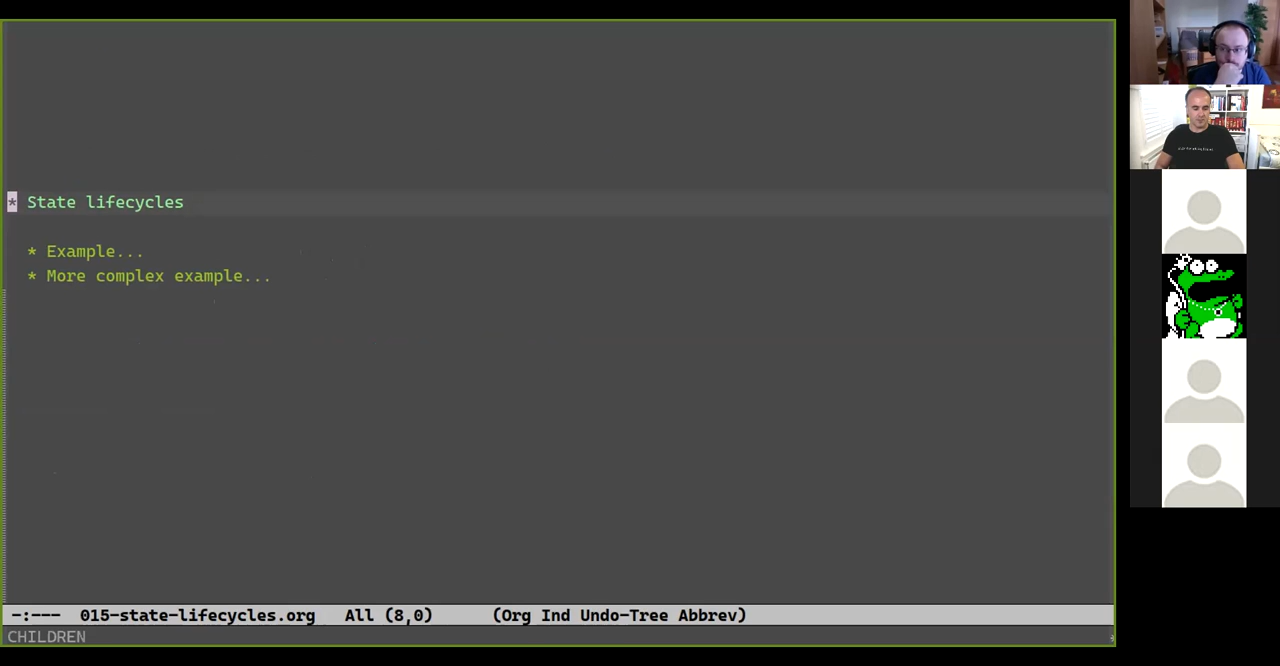 * State lifecycles
* Example...
* More complex example...
-:--- 015-state-lifecycles.org All (8,0) (Org Ind Undo-Tree Abbrev)
CHILDREN